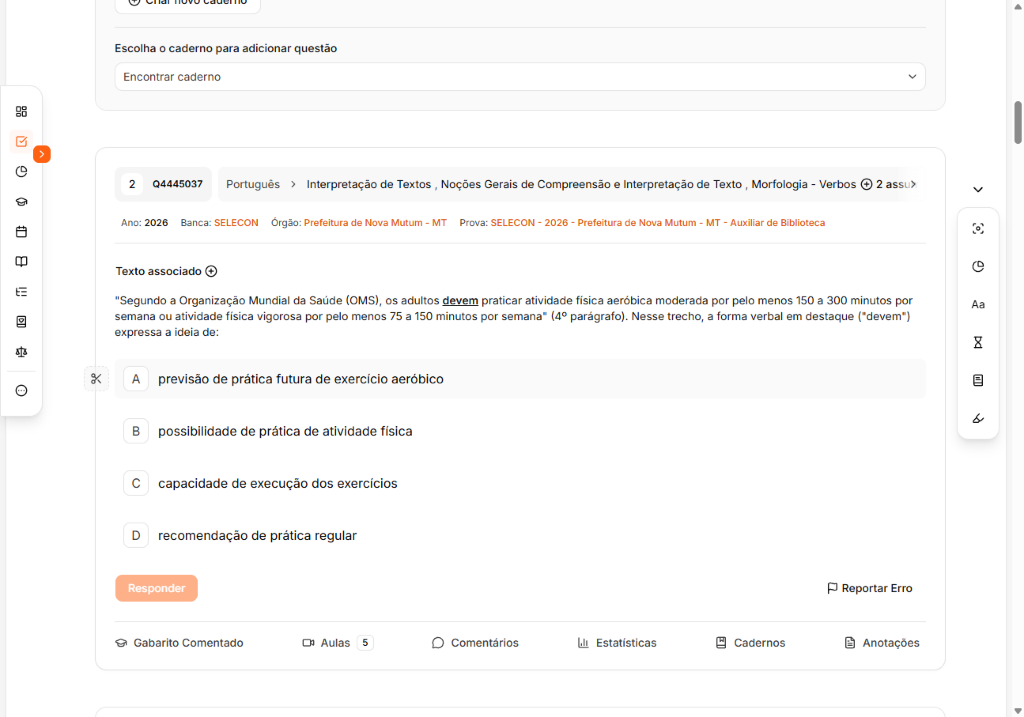 Criar novo caderno
Escolha o caderno para adicionar questão
Encontrar caderno
2 Q4445037 Português > Interpretação de Textos , Noções Gerais de Compreensão e Interpretação de Texto , Morfologia - Verbos 2 assu
Ano: 2026 Banca: SELECON Órgão: Prefeitura de Nova Mutum - MT Prova: SELECON - 2026 - Prefeitura de Nova Mutum - MT - Auxiliar de Biblioteca
Texto associado
"Segundo a Organização Mundial da Saúde (OMS), os adultos devem praticar atividade física aeróbica moderada por pelo menos 150 a 300 minutos por
semana ou atividade física vigorosa por pelo menos 75 a 150 minutos por semana" (4º parágrafo). Nesse trecho, a forma verbal em destaque ("devem")
expressa a ideia de:
A previsão de prática futura de exercício aeróbico
B possibilidade de prática de atividade física
C capacidade de execução dos exercícios
D recomendação de prática regular
Responder
Reportar Erro
Gabarito Comentado Aulas 5 Comentários Estatísticas Cadernos Anotações
Aa